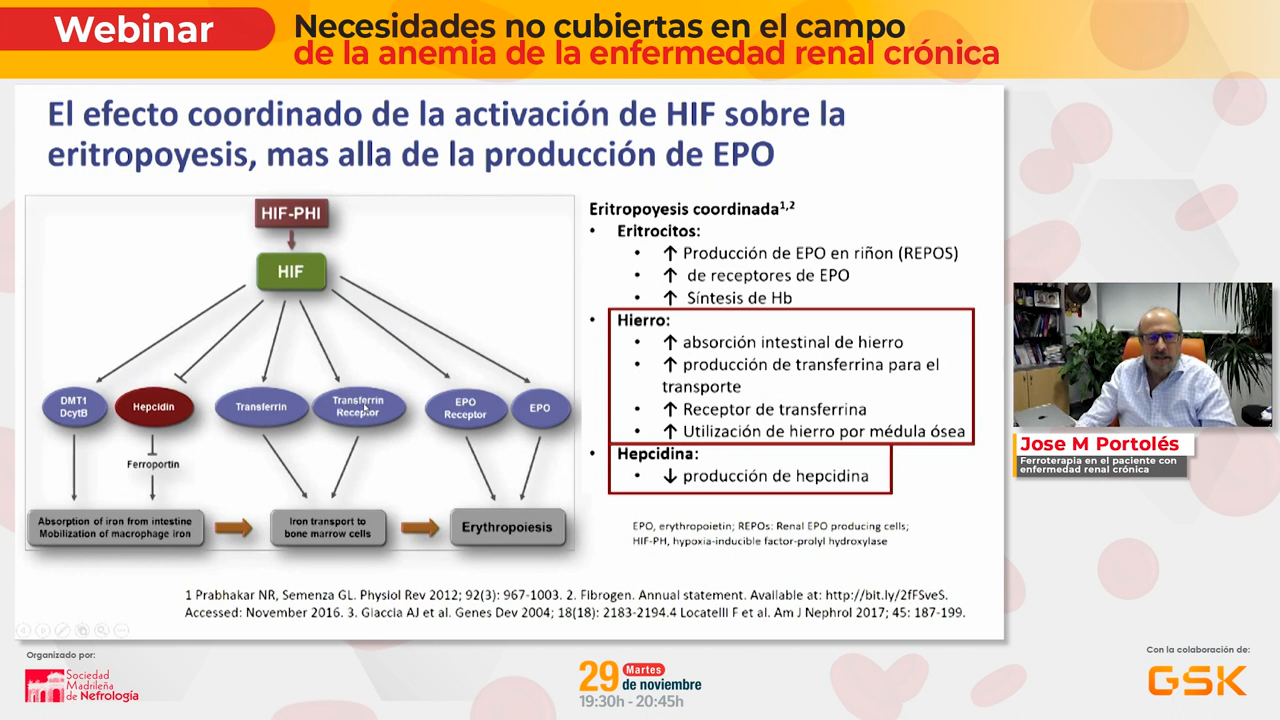 Webinar
Necesidades no cubiertas en el campo
de la anemia de la enfermedad renal crónica
El efecto coordinado de la activación de HIF sobre la
eritropoyesis, mas alla de la producción de EPO
HIF-PHI
HIF
DMT1
DcytB
Hepcidin
Transferrin
Transferrin
Receptor
EPO
Receptor
EPO
Ferroportin
Absorption of iron from intestine
Mobilization of macrophage iron
Iron transport to
bone marrow cells
Erythropoiesis
Eritropoyesis coordinada1,2
• Eritrocitos:
• ↑ Producción de EPO en riñon (REPOS)
• ↑ de receptores de EPO
• ↑ Síntesis de Hb
• Hierro:
• ↑ absorción intestinal de hierro
• ↑ producción de transferrina para el
transporte
• ↑ Receptor de transferrina
• ↑ Utilización de hierro por médula ósea
• Hepcidina:
• ↓ producción de hepcidina
EPO, erythropoietin; REPOs: Renal EPO producing cells;
HIF-PH, hypoxia-inducible factor-prolyl hydroxylase
1 Prabhakar NR, Semenza GL. Physiol Rev 2012; 92(3): 967-1003. 2. Fibrogen. Annual statement. Available at: http://bit.ly/2fFSveS.
Accessed: November 2016. 3. Giaccia AJ et al. Genes Dev 2004; 18(18): 2183-2194.4 Locatelli F et al. Am J Nephrol 2017; 45: 187-199.
Jose M Portolés
Ferroterapia en el paciente con
enfermedad renal crónica
Organizado por:
Sociedad
Madrileña
de Nefrología
29 Martes
de noviembre
19:30h - 20:45h
Con la colaboración de:
GSK